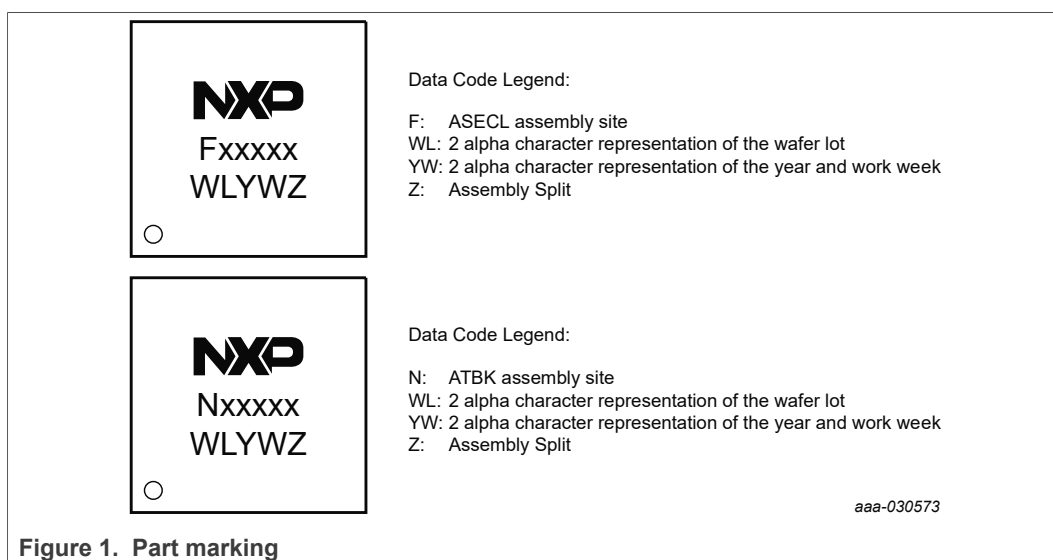 NXP
Fxxxxx
WLYWZ
Data Code Legend:
F: ASECL assembly site
WL: 2 alpha character representation of the wafer lot
YW: 2 alpha character representation of the year and work week
Z: Assembly Split
NXP
Nxxxxx
WLYWZ
Data Code Legend:
N: ATBK assembly site
WL: 2 alpha character representation of the wafer lot
YW: 2 alpha character representation of the year and work week
Z: Assembly Split
aaa-030573
Figure 1. Part marking